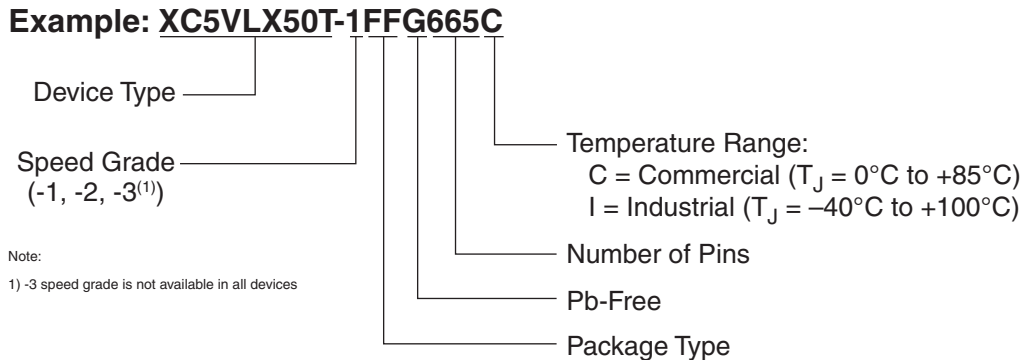 Example: XC5VLX50T-1FFG665C
Device Type
Speed Grade
(-1, -2, -3(1))
Temperature Range:
C = Commercial (TJ = 0°C to +85°C)
I = Industrial (TJ = –40°C to +100°C)
Number of Pins
Pb-Free
Package Type
Note:
1) -3 speed grade is not available in all devices